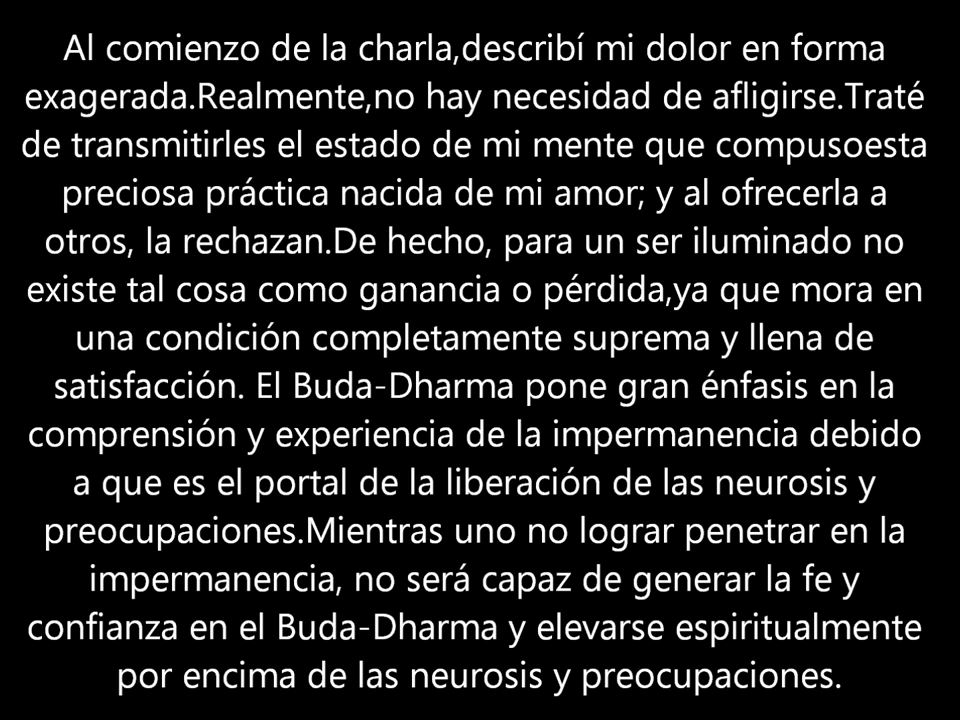 Al comienzo de la charla,describí mi dolor en forma
exagerada.Realmente,no hay necesidad de afligirse.Traté
de transmitirles el estado de mi mente que compusoesta
preciosa práctica nacida de mi amor; y al ofrecerla a
otros, la rechazan.De hecho, para un ser iluminado no
existe tal cosa como ganancia o pérdida,ya que mora en
una condición completamente suprema y llena de
satisfacción. El Buda-Dharma pone gran énfasis en la
comprensión y experiencia de la impermanencia debido
a que es el portal de la liberación de las neurosis y
preocupaciones.Mientras uno no lograr penetrar en la
impermanencia, no será capaz de generar la fe y
confianza en el Buda-Dharma y elevarse espiritualmente
por encima de las neurosis y preocupaciones.